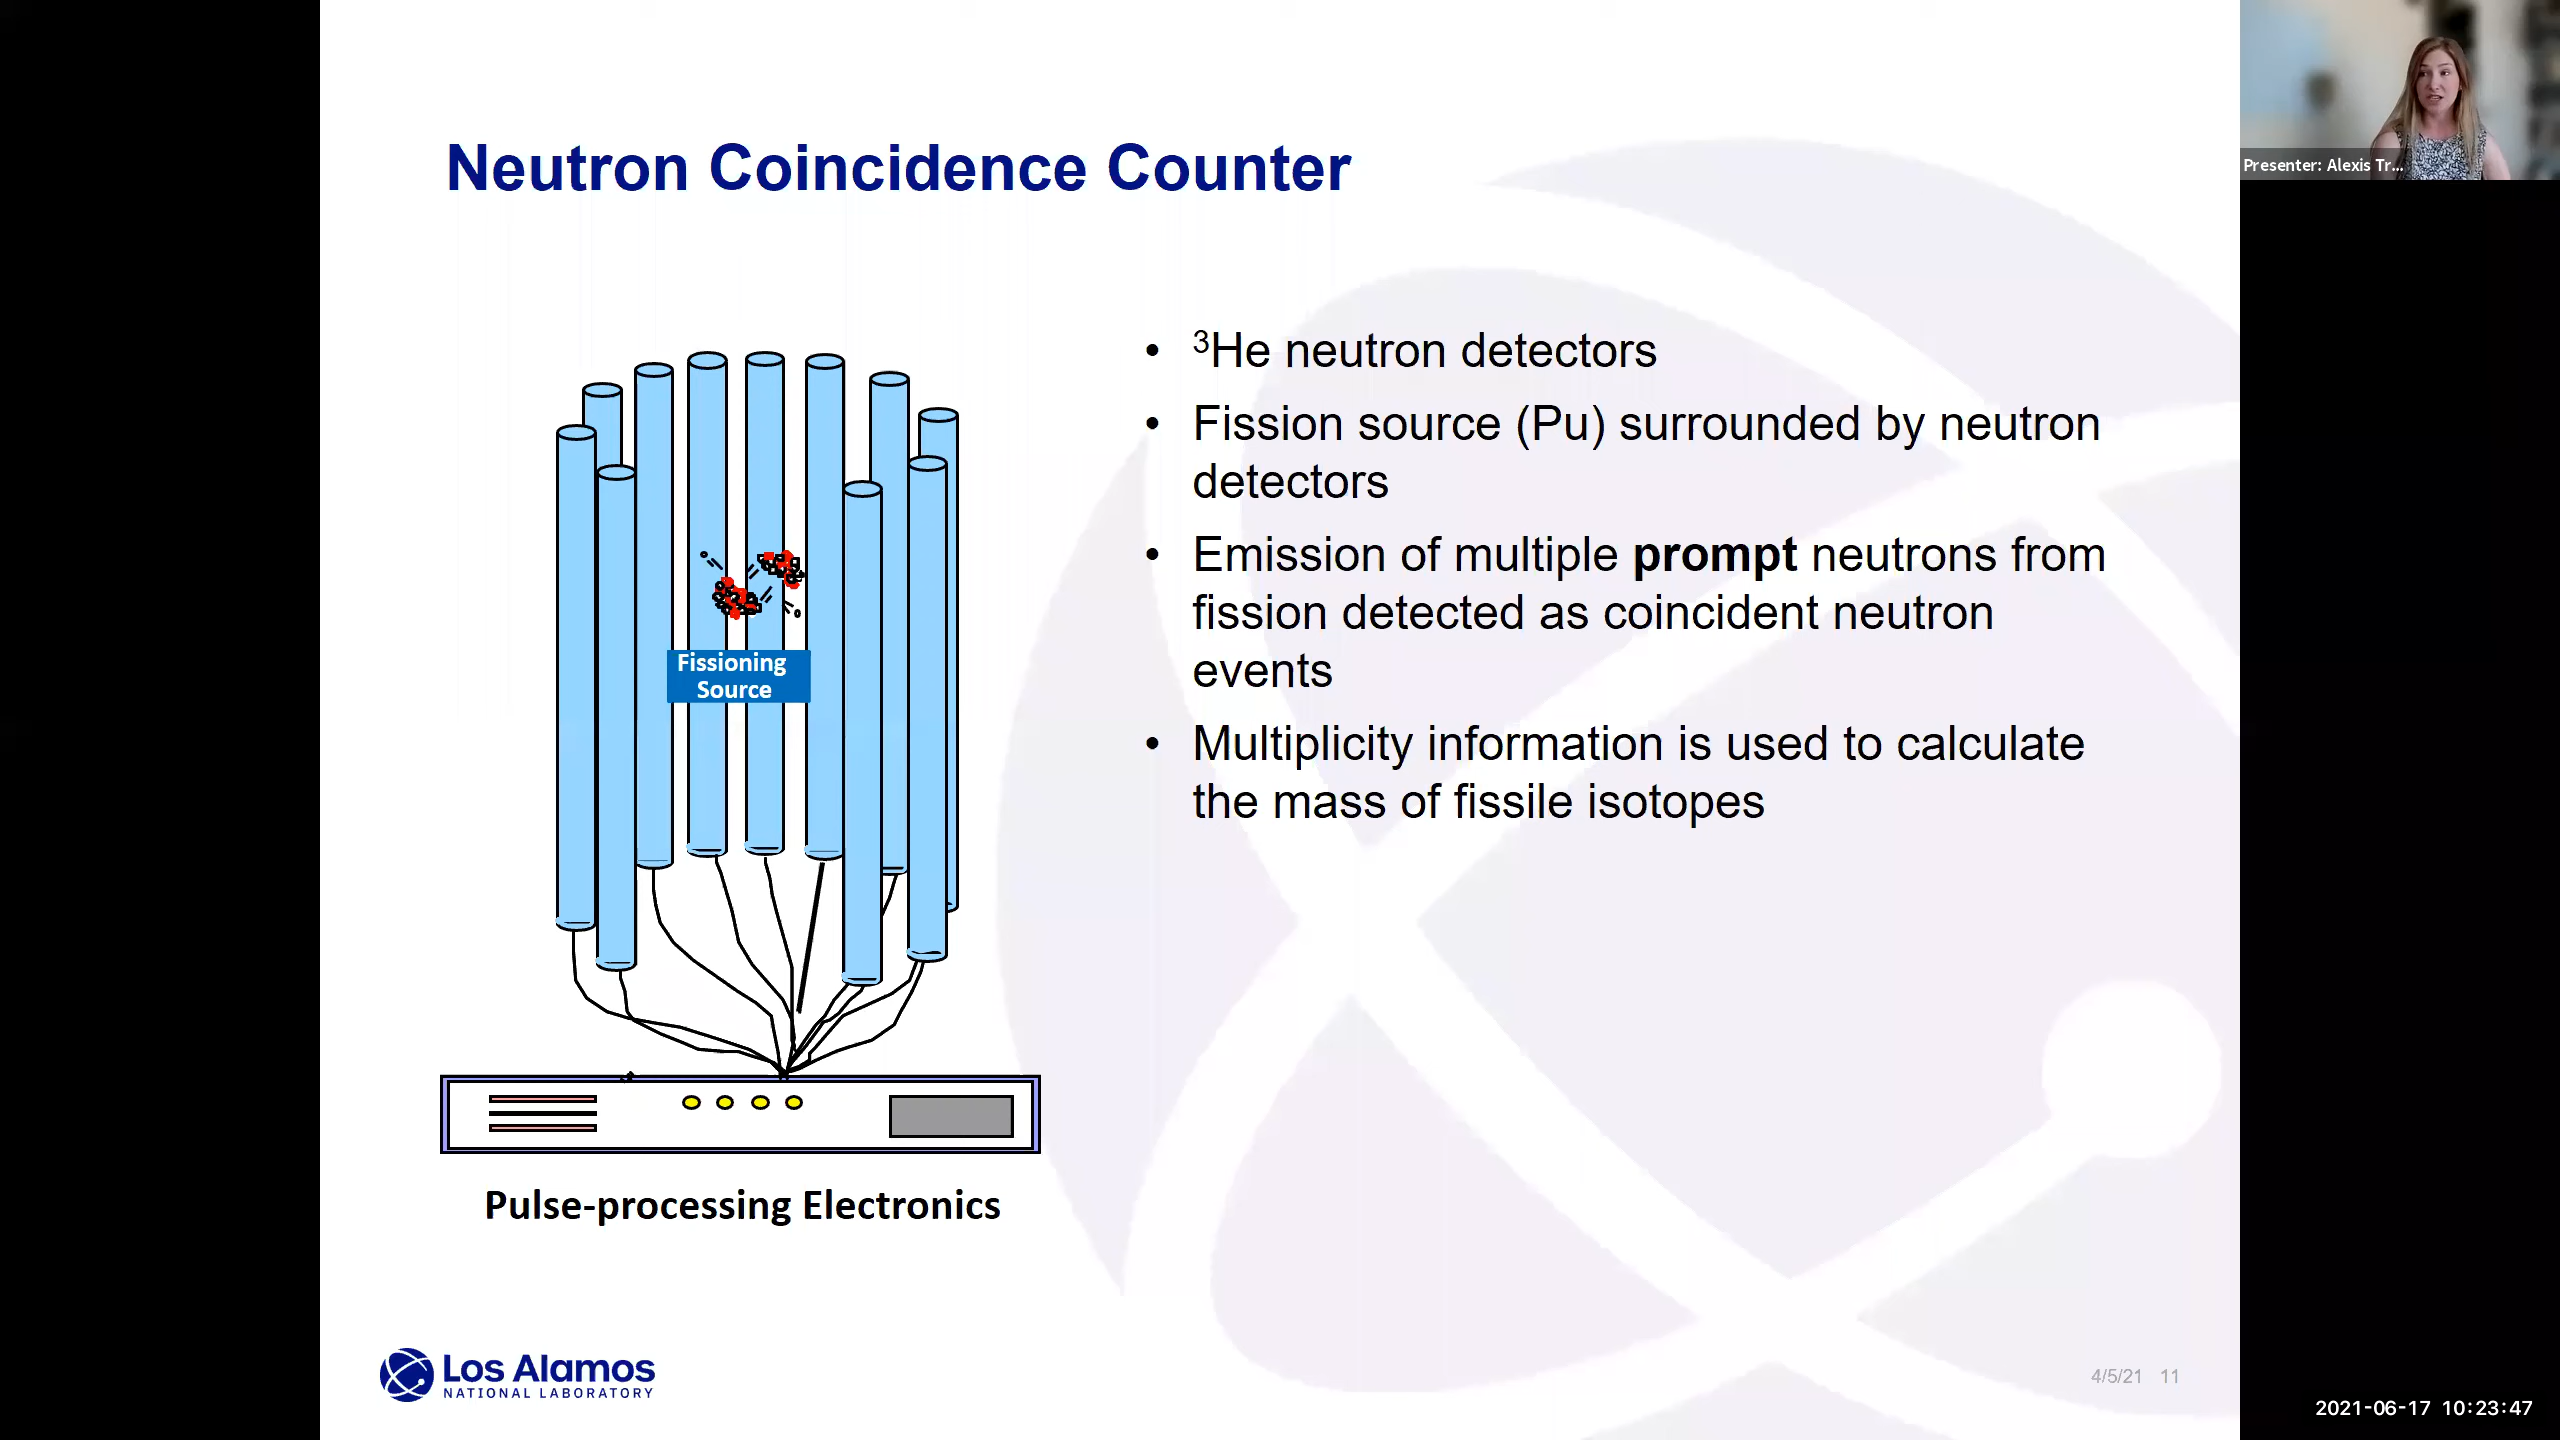 Neutron Coincidence Counter
Presenter: Alexis Tr...
• ³He neutron detectors
• Fission source (Pu) surrounded by neutron
detectors
• Emission of multiple prompt neutrons from
fission detected as coincident neutron
events
• Multiplicity information is used to calculate
the mass of fissile isotopes
Fissioning
Source
Pulse-processing Electronics
Los Alamos
NATIONAL LABORATORY
4/5/21 11
2021-06-17 10:23:47